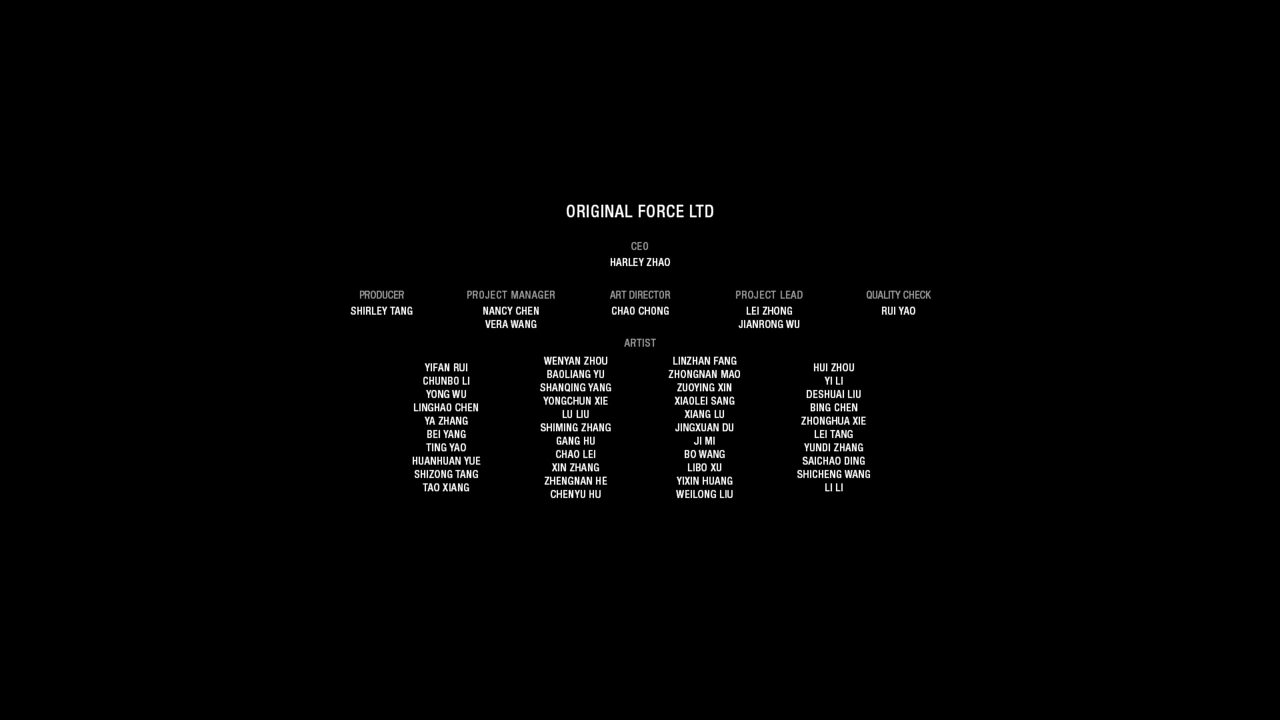 ORIGINAL FORCE LTD
CEO
HARLEY ZHAO
PRODUCER
SHIRLEY TANG
PROJECT MANAGER
NANCY CHEN
VERA WANG
ART DIRECTOR
CHAO CHONG
PROJECT LEAD
LEI ZHONG
JIANRONG WU
QUALITY CHECK
RUI YAO
ARTIST
YIFAN RUI
CHUNBO LI
YONG WU
LINGHAO CHEN
YA ZHANG
BEI YANG
TING YAO
HUANHUAN YUE
SHIZONG TANG
TAO XIANG
WENYAN ZHOU
BAOLIANG YU
SHANQING YANG
YONGCHUN XIE
LU LIU
SHIMING ZHANG
GANG HU
CHAO LEI
XIN ZHANG
ZHENGNAN HE
CHENYU HU
LINZHAN FANG
ZHONGNAN MAO
ZUOYING XIN
XIAOLEI SANG
XIANG LU
JINGXUAN DU
JI MI
BO WANG
LIBO XU
YIXIN HUANG
WEILONG LIU
HUI ZHOU
YI LI
DESHUAI LIU
BING CHEN
ZHONGHUA XIE
LEI TANG
YUNDI ZHANG
SAICHAO DING
SHICHENG WANG
LI LI